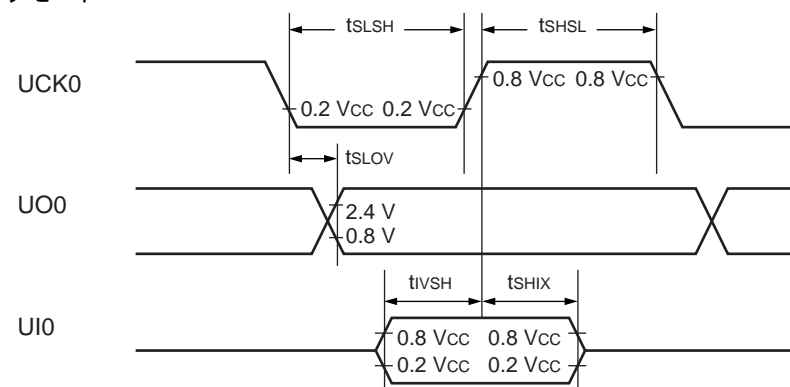 tSLSH
tSHSL
UCK0
0.2 VCC 0.2 VCC
0.8 VCC 0.8 VCC
tSLOV
UO0
2.4 V
0.8 V
tIVSH
tSHIX
UI0
0.8 VCC 0.8 VCC
0.2 VCC 0.2 VCC